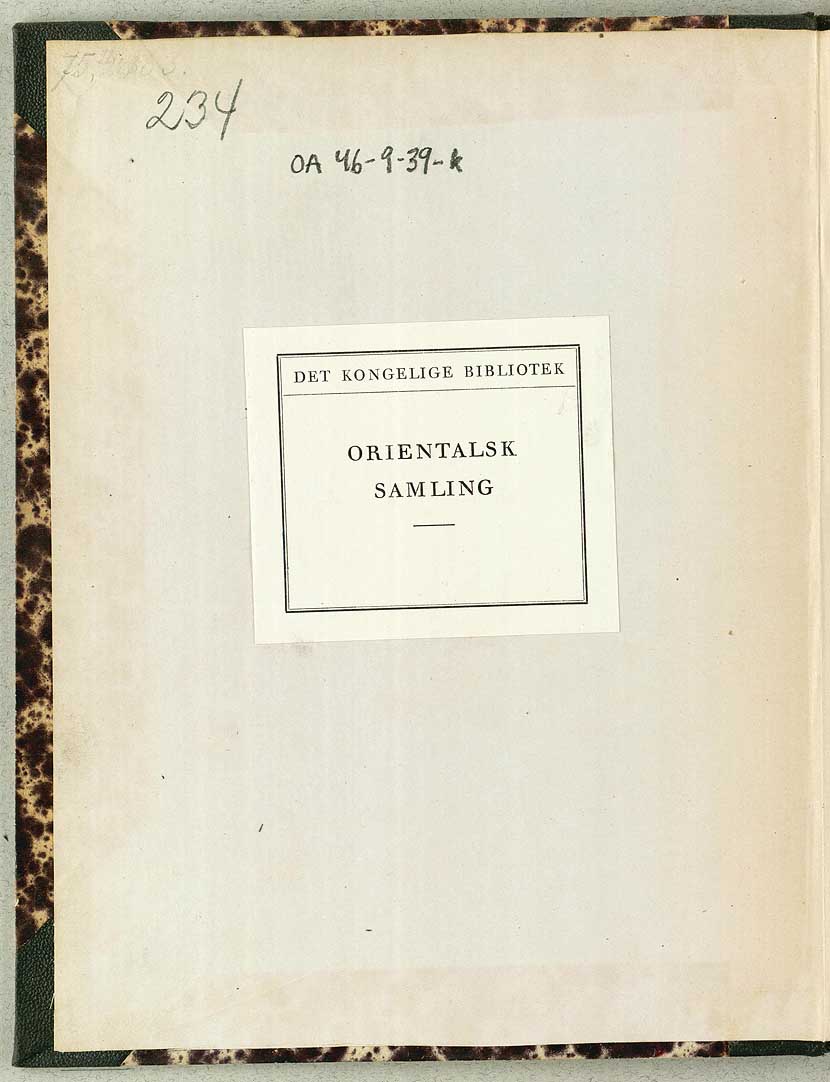 234
OA 46-9-39-k
DET KONGELIGE BIBLIOTEK
ORIENTALSK
SAMLING